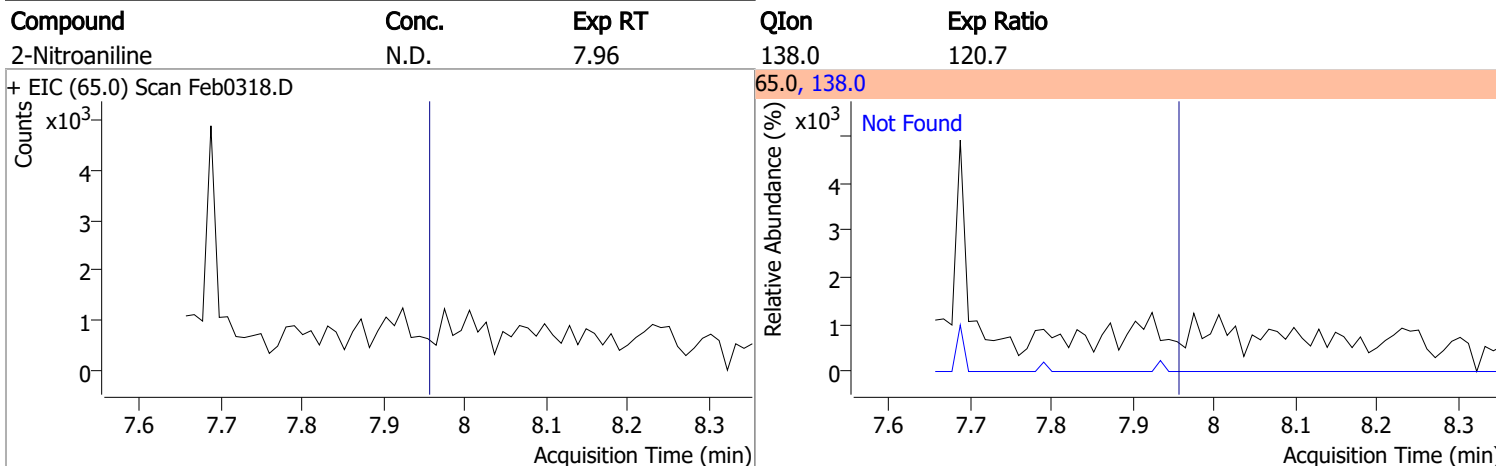 Compound Conc. Exp RT QIon Exp Ratio
2-Nitroaniline N.D. 7.96 138.0 120.7
+ EIC (65.0) Scan Feb0318.D
Counts
x10³
4
3
2
1
0
7.6 7.7 7.8 7.9 8 8.1 8.2 8.3
Acquisition Time (min)
65.0, 138.0
Relative Abundance (%)
x10³
Not Found
4
3
2
1
0
7.6 7.7 7.8 7.9 8 8.1 8.2 8.3
Acquisition Time (min)